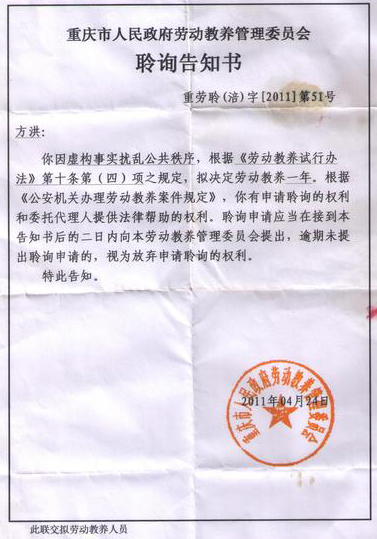 重庆市人民政府劳动教养管理委员会
聆询告知书
重劳聆(涪)字[2011]第51号
方洪:
你因虚构事实扰乱公共秩序,根据《劳动教养试行办
法》第十条第(四)项之规定,拟决定劳动教养一年。根据
《公安机关办理劳动教养案件规定》,你有申请聆询的权利
和委托代理人提供法律帮助的权利。聆询申请应当在接到本
告知书后的二日内向本劳动教养管理委员会提出,逾期未提
出聆询申请的,视为放弃申请聆询的权利。
特此告知。
重庆市人民政府劳动教养管理委员会
2011年04月24日
此联交拟劳动教养人员